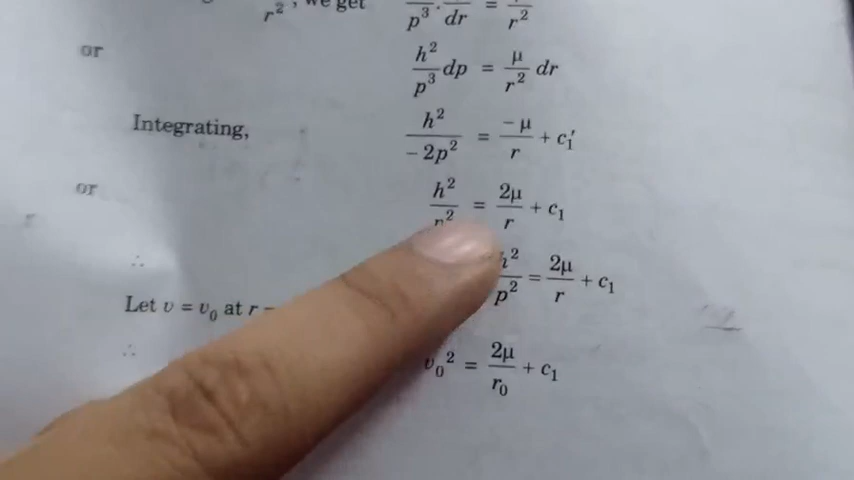 r², we get p³ · dr = r²
or
h²/p³ dp = μ/r² dr
Integrating, h²/-2p² = -μ/r + c₁′
or
h²/p² = 2μ/r + c₁
∴ h²/p² = 2μ/r + c₁
Let v = v₀ at r
∴ v₀² = 2μ/r₀ + c₁